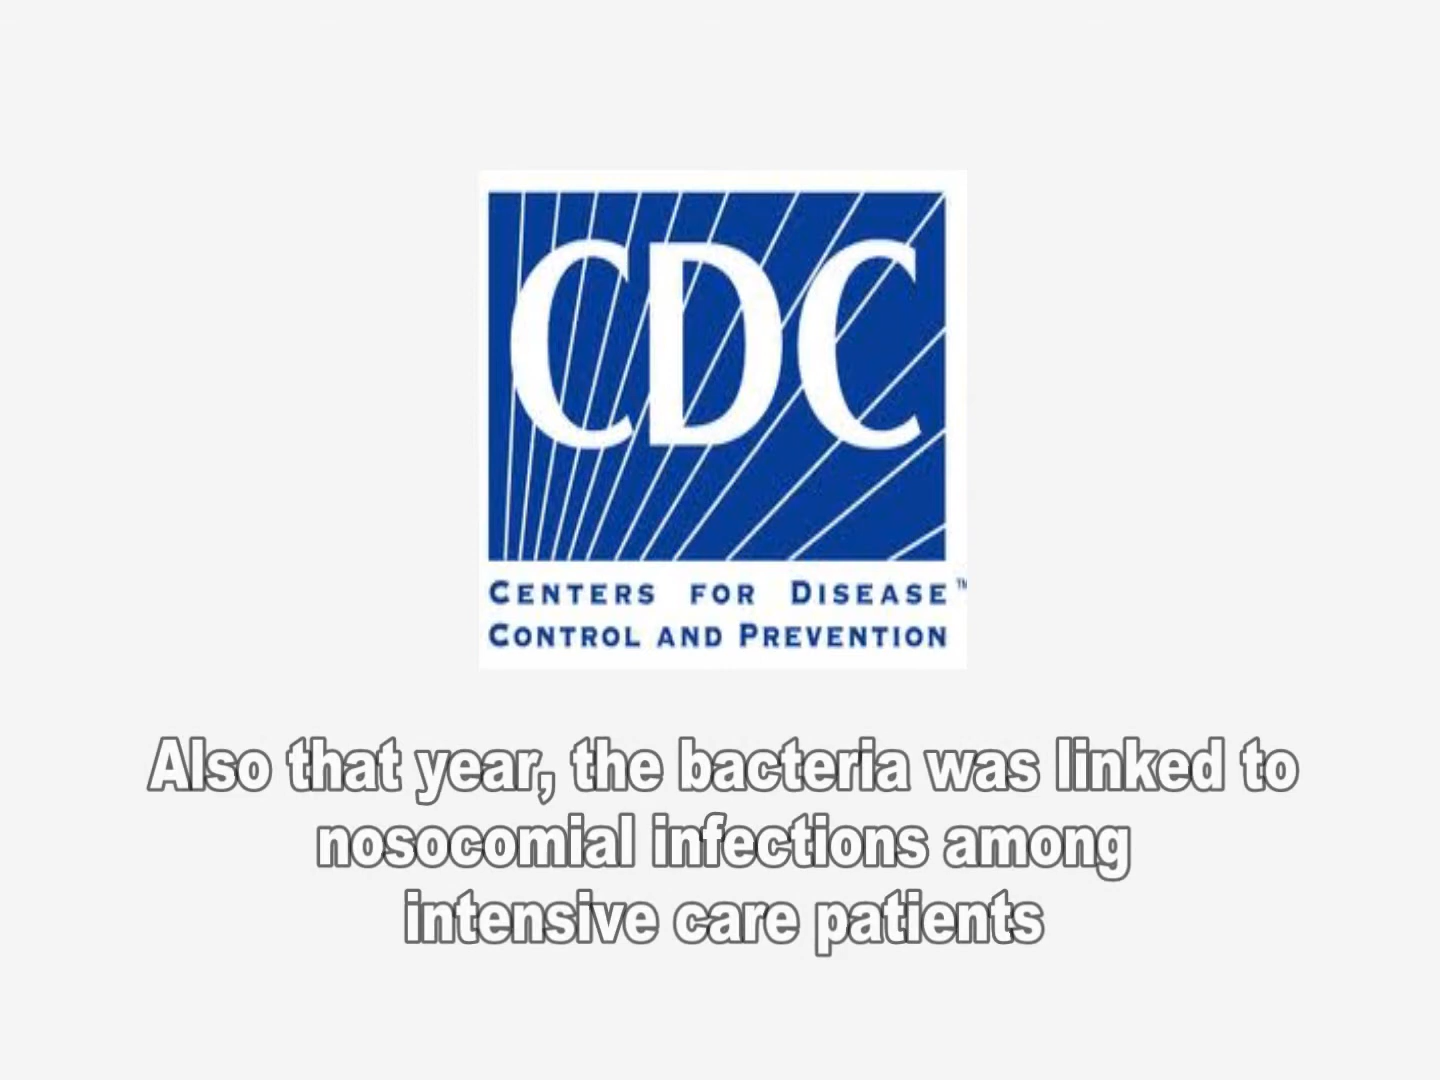 CDC
CENTERS FOR DISEASE™
CONTROL AND PREVENTION
Also that year, the bacteria was linked to
nosocomial infections among
intensive care patients